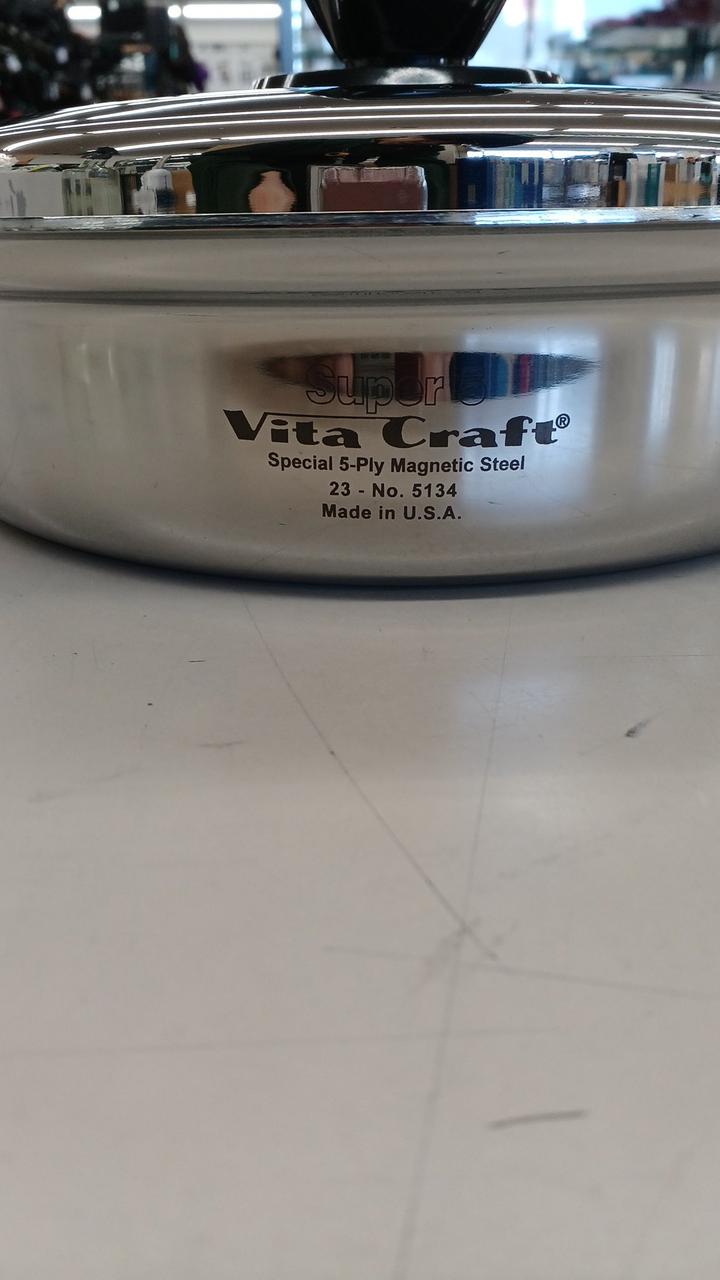 Super 5
Vita Craft®
Special 5-Ply Magnetic Steel
23 - No. 5134
Made in U.S.A.